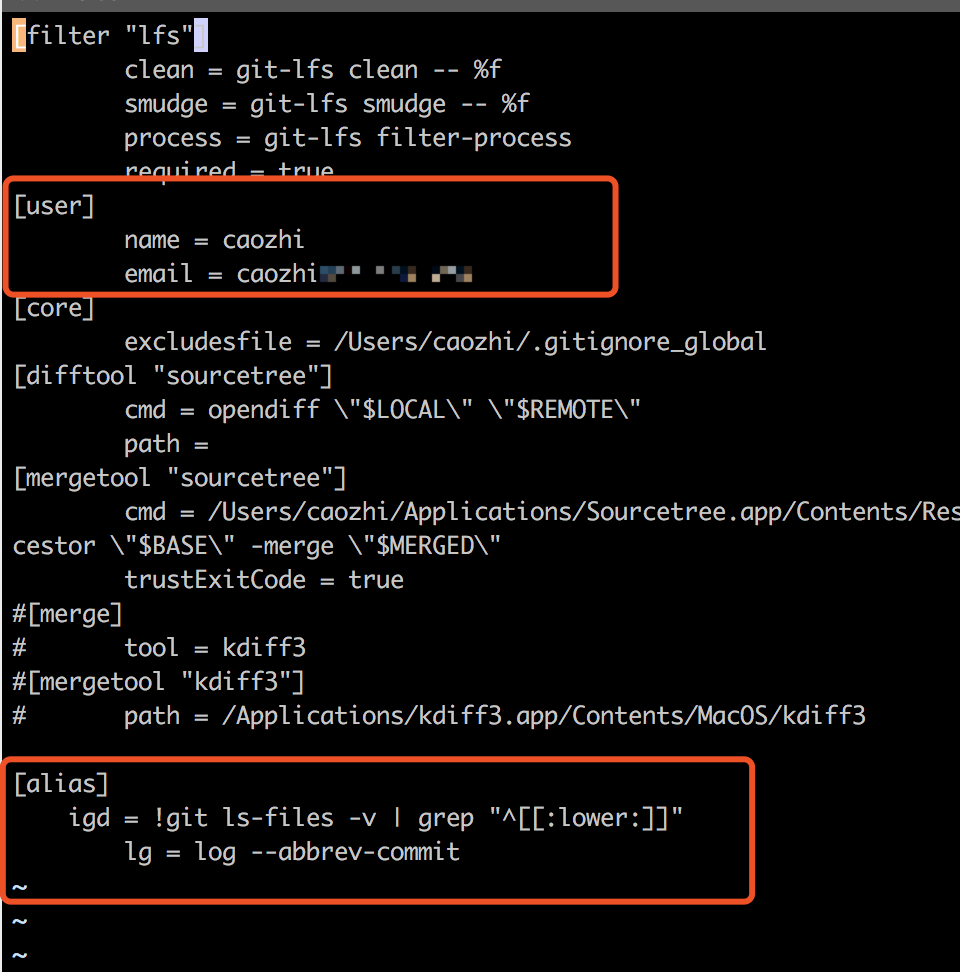 [filter "lfs"]
clean = git-lfs clean -- %f
smudge = git-lfs smudge -- %f
process = git-lfs filter-process
required = true
[user]
name = caozhi
email = caozhi
[core]
excludesfile = /Users/caozhi/.gitignore_global
[difftool "sourcetree"]
cmd = opendiff \"$LOCAL\" \"$REMOTE\"
path =
[mergetool "sourcetree"]
cmd = /Users/caozhi/Applications/Sourcetree.app/Contents/Res
cestor \"$BASE\" -merge \"$MERGED\"
trustExitCode = true
#[merge]
# tool = kdiff3
#[mergetool "kdiff3"]
# path = /Applications/kdiff3.app/Contents/MacOS/kdiff3
[alias]
igd = !git ls-files -v | grep "^[[:lower:]]"
lg = log --abbrev-commit
~
~
~